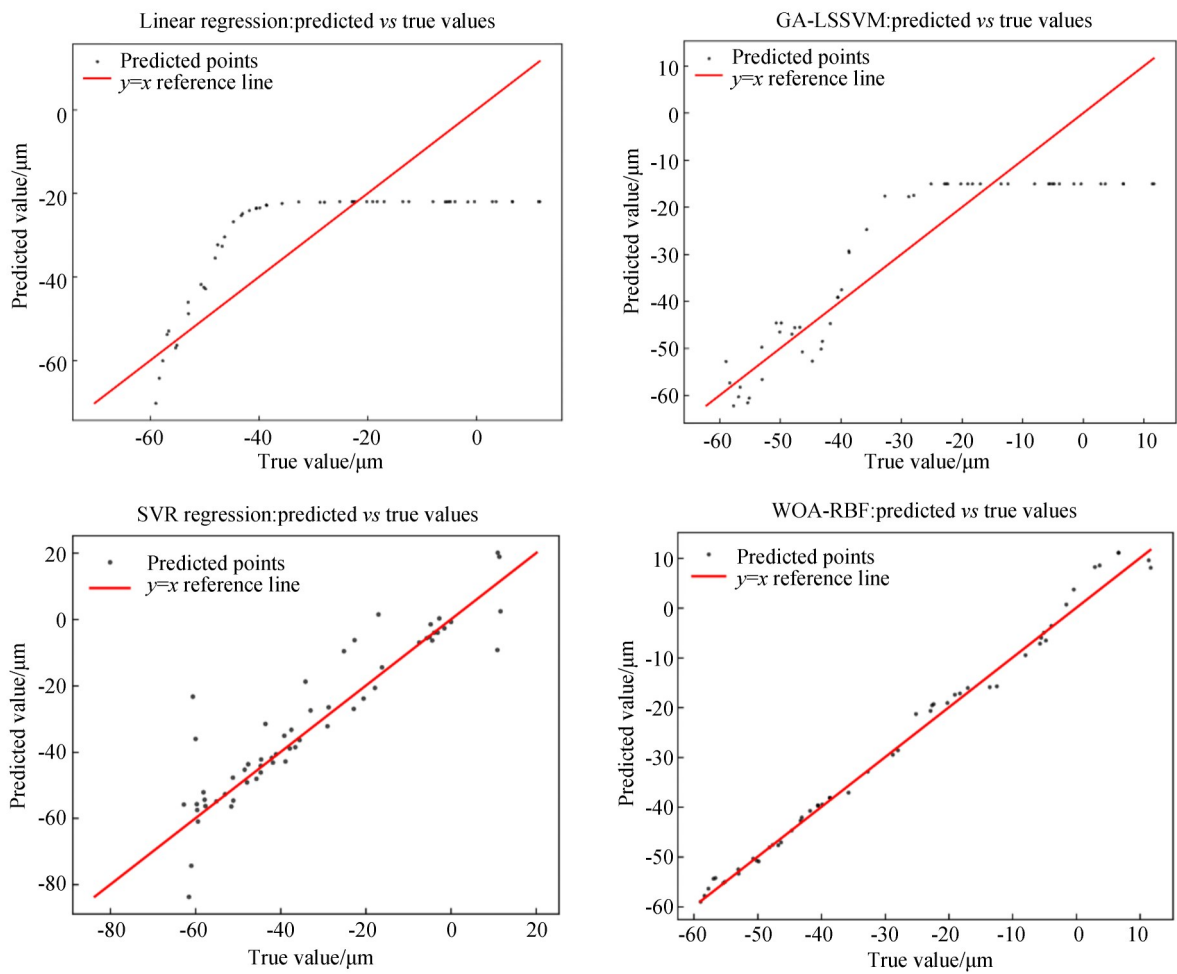 Linear regression:predicted vs true values
Predicted points
y=x reference line
0
-20
-40
-60
Predicted value/μm
-60 -40 -20 0
True value/μm
GA-LSSVM:predicted vs true values
Predicted points
y=x reference line
10
0
-10
-20
-30
-40
-50
-60
Predicted value/μm
-60 -50 -40 -30 -20 -10 0 10
True value/μm
SVR regression:predicted vs true values
Predicted points
y=x reference line
20
0
-20
-40
-60
-80
Predicted value/μm
-80 -60 -40 -20 0 20
True value/μm
WOA-RBF:predicted vs true values
Predicted points
y=x reference line
10
0
-10
-20
-30
-40
-50
-60
Predicted value/μm
-60 -50 -40 -30 -20 -10 0 10
True value/μm